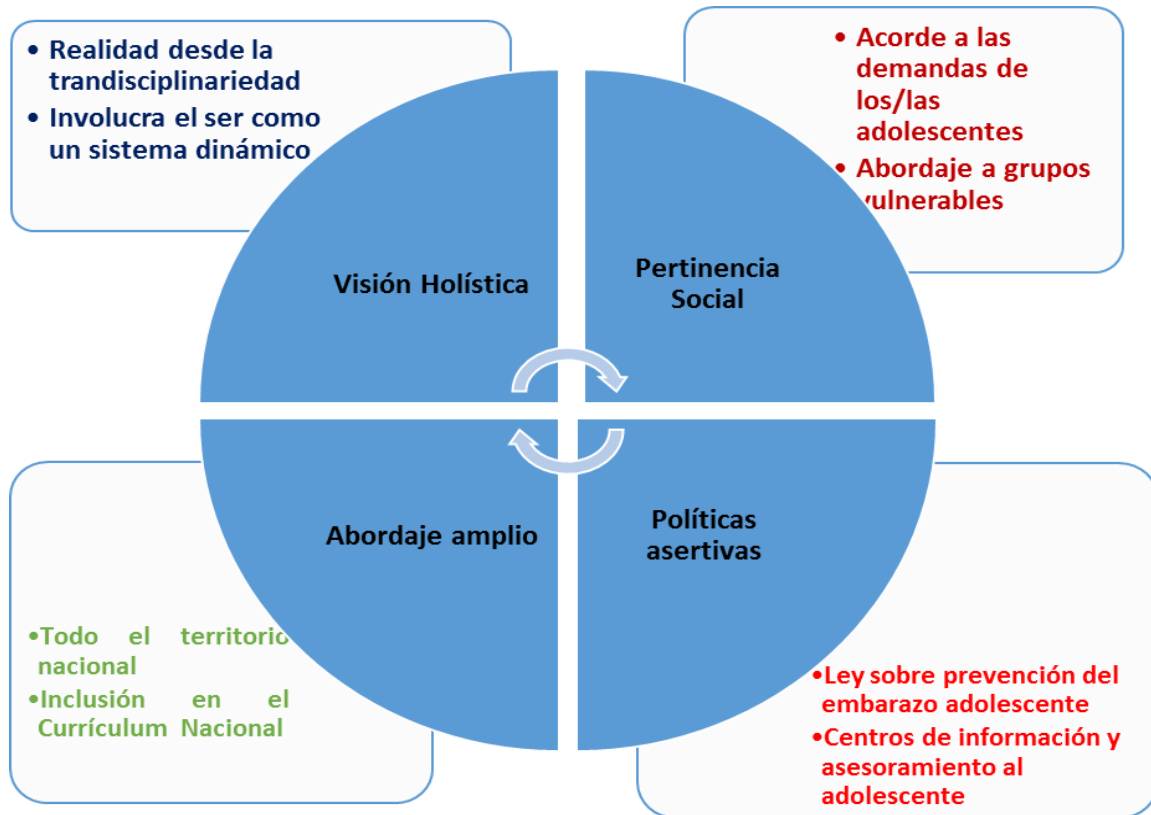 • Realidad desde la
trandisciplinariedad
• Involucra el ser como
un sistema dinámico
• Acorde a las
demandas de
los/las
adolescentes
• Abordaje a grupos
vulnerables
Visión Holística
Pertinencia
Social
Abordaje amplio
Políticas
asertivas
•Todo el territorio
nacional
•Inclusión en el
Currículum Nacional
•Ley sobre prevención del
embarazo adolescente
•Centros de información y
asesoramiento al
adolescente